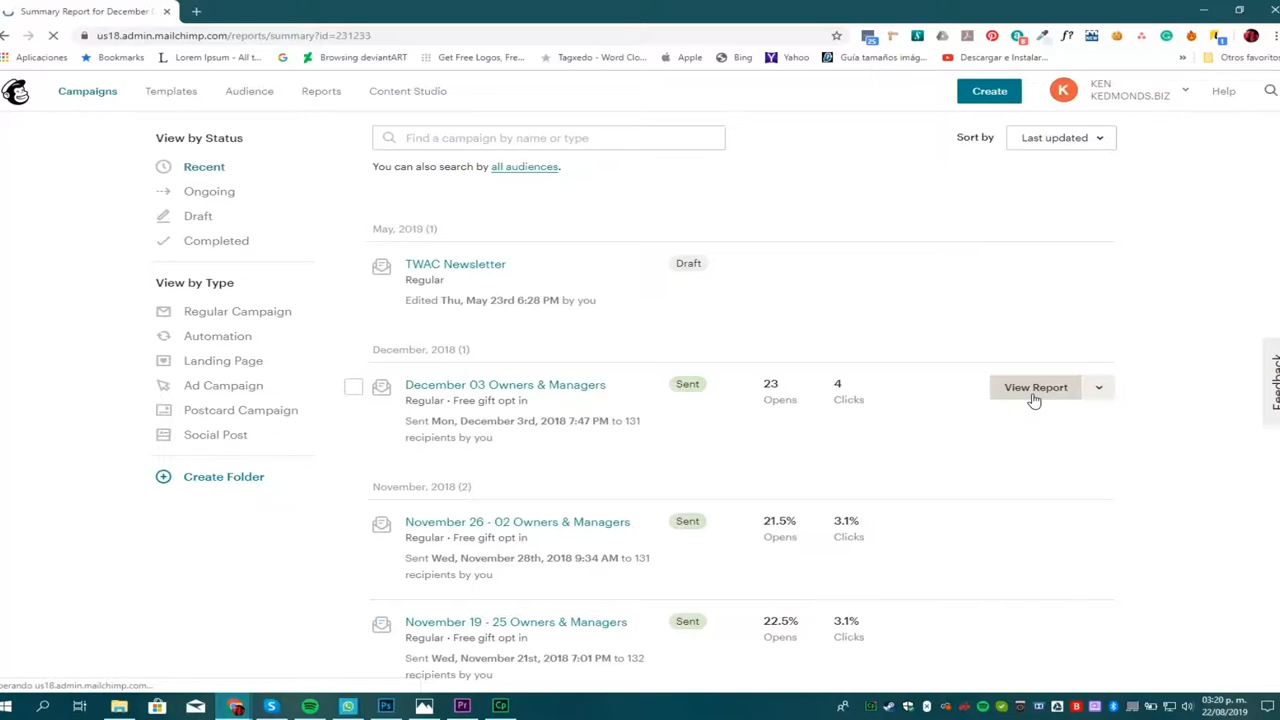 Summary Report for December
us18.admin.mailchimp.com/reports/summary?id=231233
Aplicaciones Bookmarks Lorem Ipsum - All t... Browsing deviantART Get Free Logos, Fre... Tagxedo - Word Clo... Apple Bing Yahoo Guía tamaños imág... Descargar e Instalar... » Otros favoritos
Campaigns Templates Audience Reports Content Studio Create K KEN Help
KEDMONDS.BIZ
View by Status
Recent
Ongoing
Draft
Completed
View by Type
Regular Campaign
Automation
Landing Page
Ad Campaign
Postcard Campaign
Social Post
Create Folder
Find a campaign by name or type
Sort by Last updated
You can also search by all audiences.
May, 2019 (1)
TWAC Newsletter Draft
Regular
Edited Thu, May 23rd 6:28 PM by you
December, 2018 (1)
December 03 Owners & Managers Sent 23 4 View Report
Regular · Free gift opt in Opens Clicks
Sent Mon, December 3rd, 2018 7:47 PM to 131
recipients by you
November, 2018 (2)
November 26 - 02 Owners & Managers Sent 21.5% 3.1%
Regular · Free gift opt in Opens Clicks
Sent Wed, November 28th, 2018 9:34 AM to 131
recipients by you
November 19 - 25 Owners & Managers Sent 22.5% 3.1%
Regular · Free gift opt in Opens Clicks
Sent Wed, November 21st, 2018 7:01 PM to 132
recipients by you
Feedback
perando us18.admin.mailchimp.com...
Ps Pr Cp
03:20 p. m.
22/08/2019